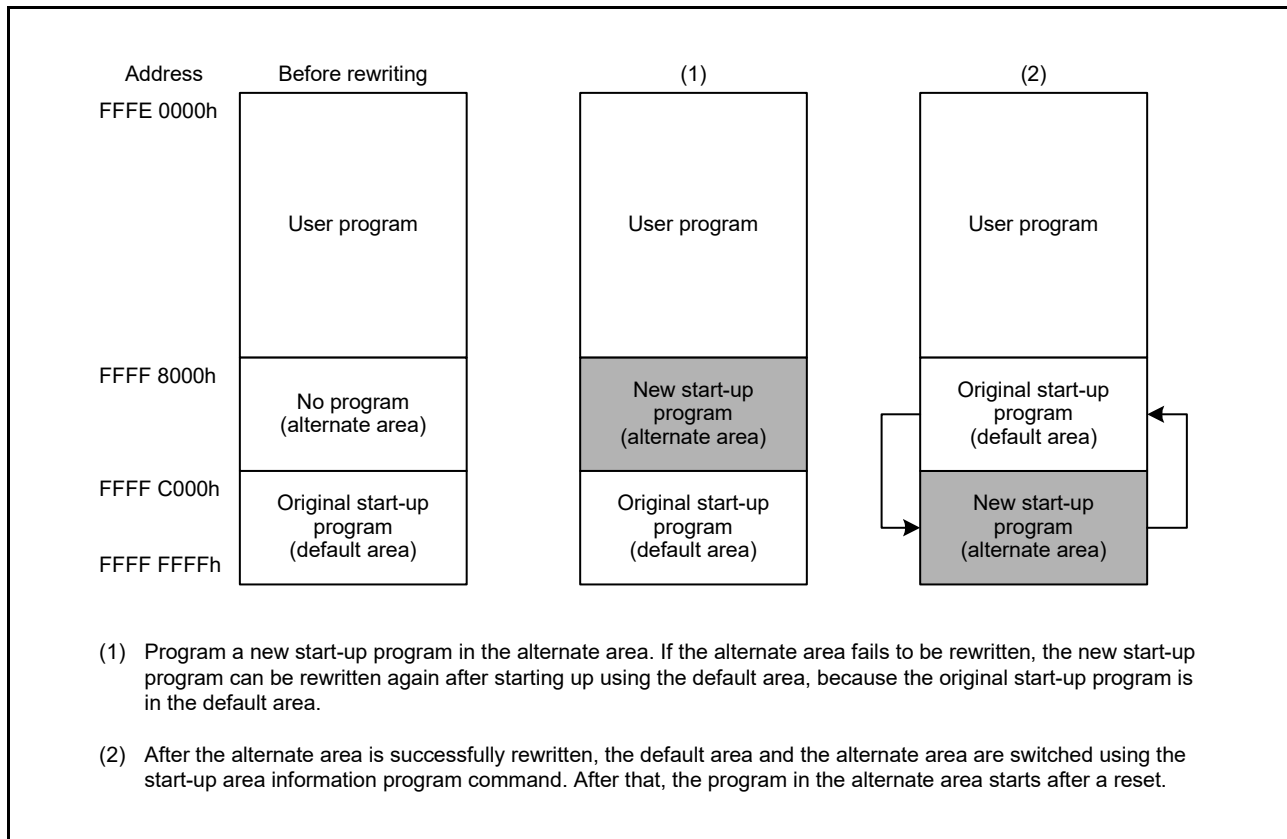 Address Before rewriting (1) (2)
FFFE 0000h
User program User program User program
FFFF 8000h
No program
(alternate area)
New start-up
program
(alternate area)
Original start-up
program
(default area)
FFFF C000h
Original start-up
program
(default area)
Original start-up
program
(default area)
New start-up
program
(alternate area)
FFFF FFFFh
(1) Program a new start-up program in the alternate area. If the alternate area fails to be rewritten, the new start-up
program can be rewritten again after starting up using the default area, because the original start-up program is
in the default area.
(2) After the alternate area is successfully rewritten, the default area and the alternate area are switched using the
start-up area information program command. After that, the program in the alternate area starts after a reset.